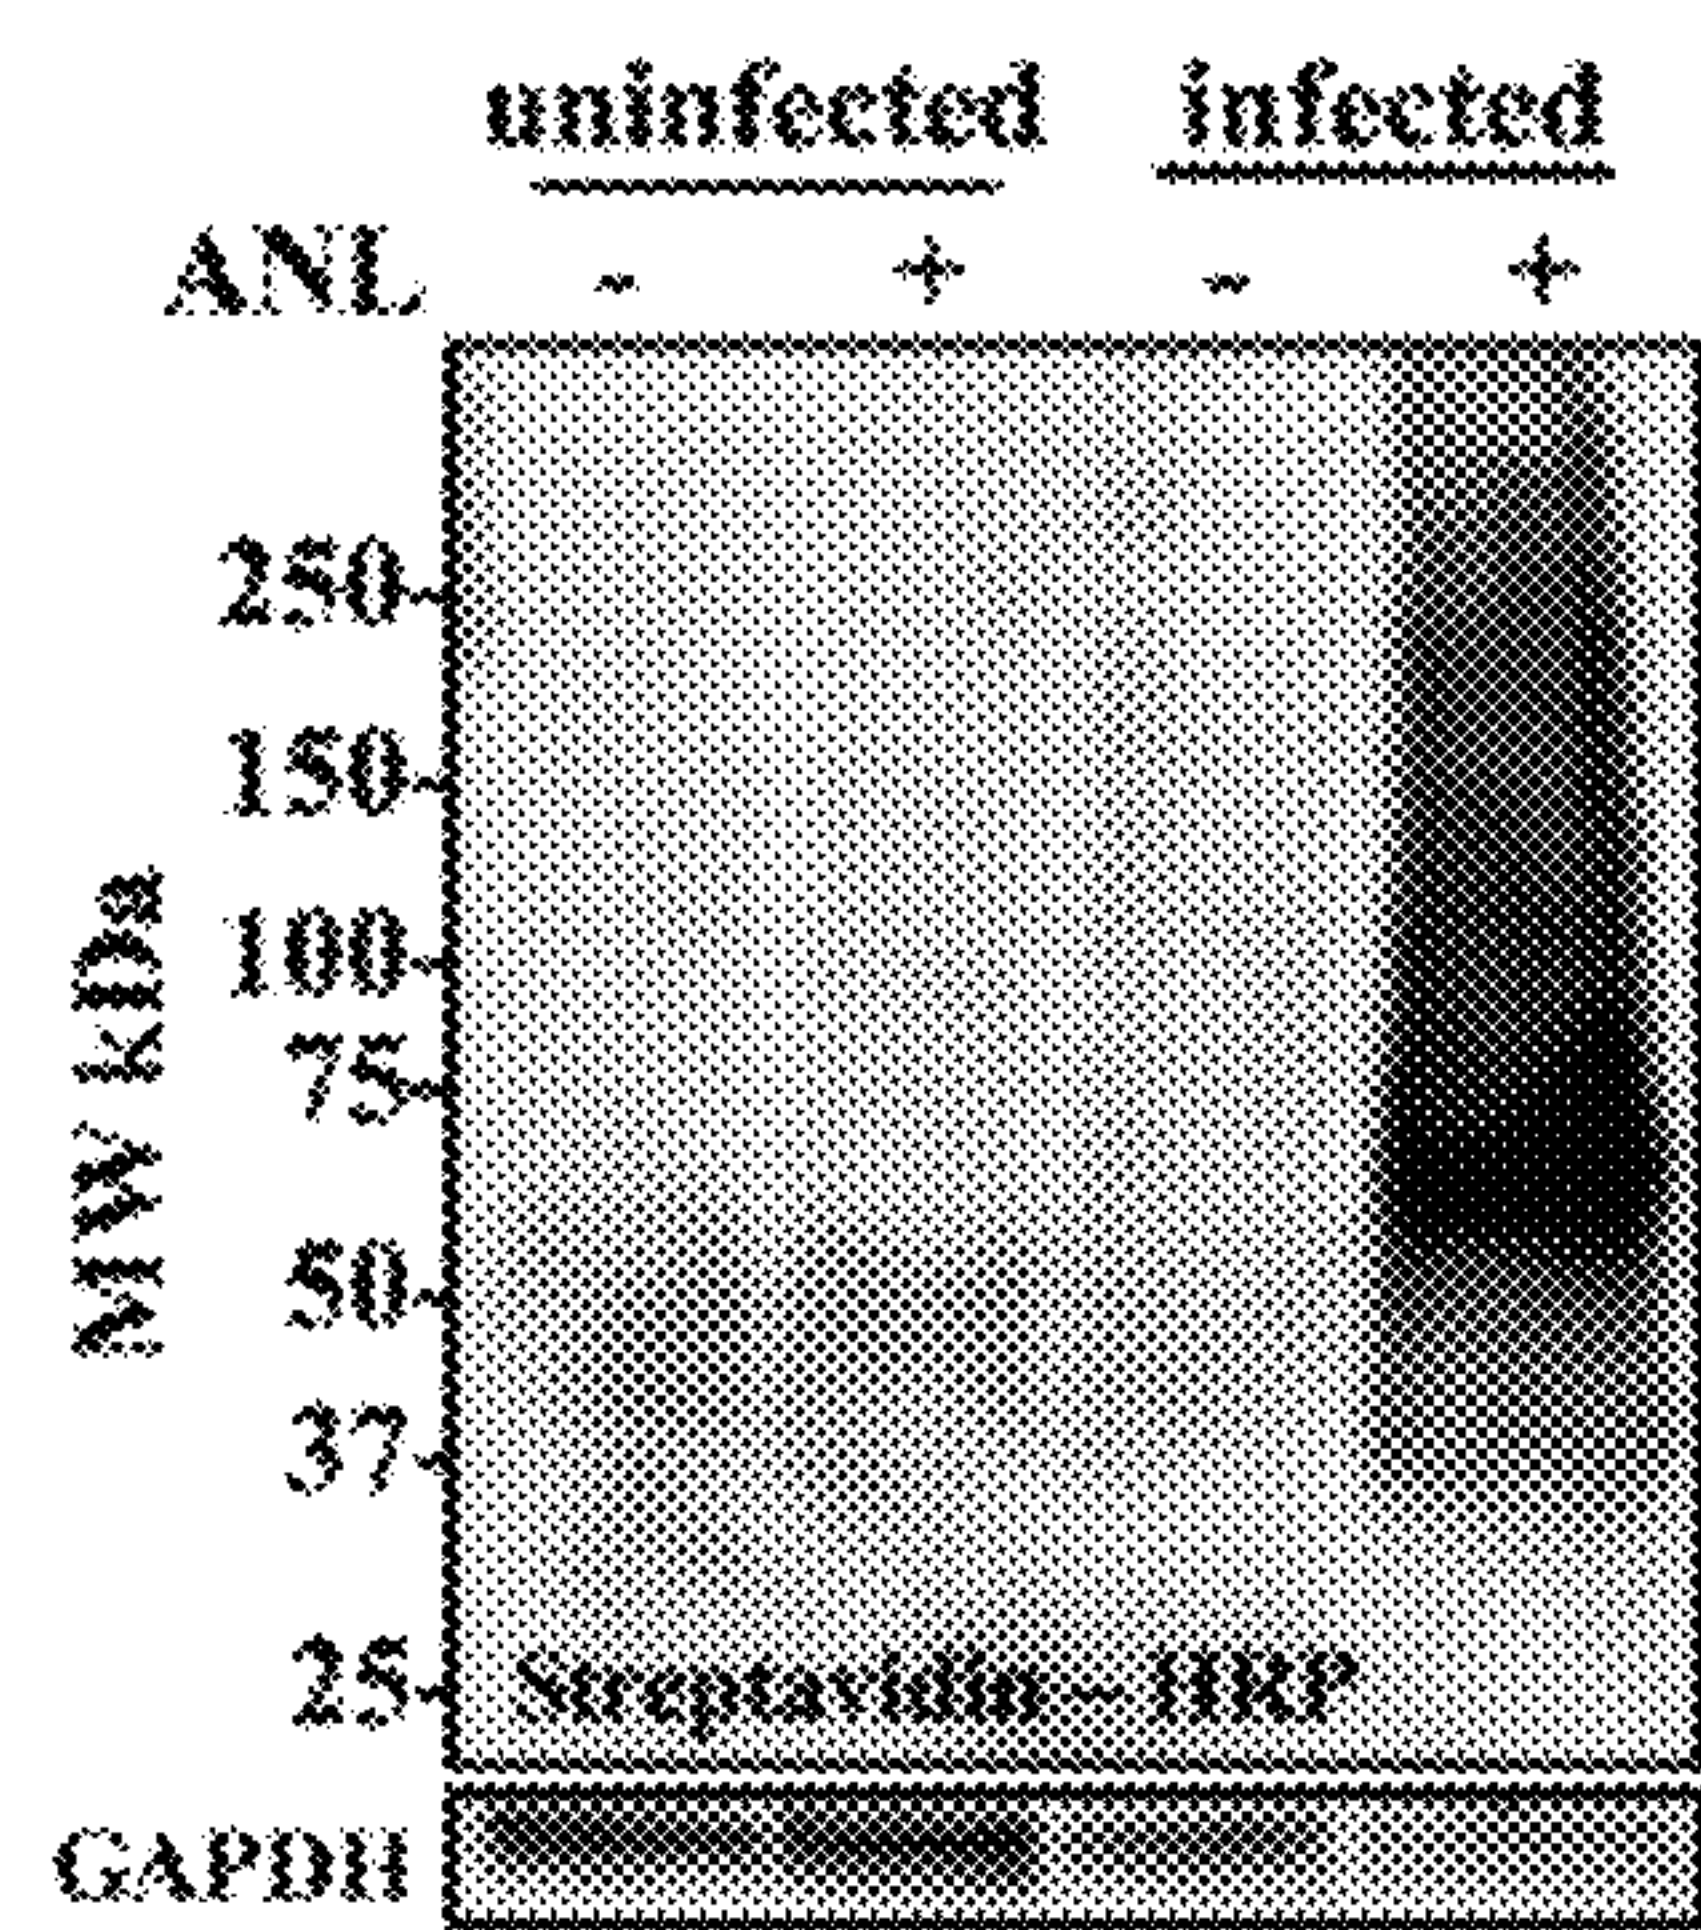 uninfected infected
ANL - + - +
250
150
100
75
50
37
25
MW kDa
Streptavidin – HRP
GAPDH